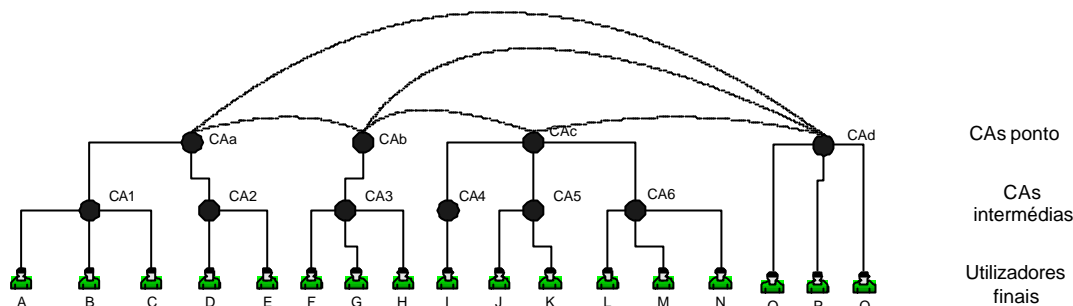 CAa
CAb
CAc
CAd
CAs ponto
CA1
CA2
CA3
CA4
CA5
CA6
CAs
intermédias
Utilizadores
finais
A
B
C
D
E
F
G
H
I
J
K
L
M
N
O
P